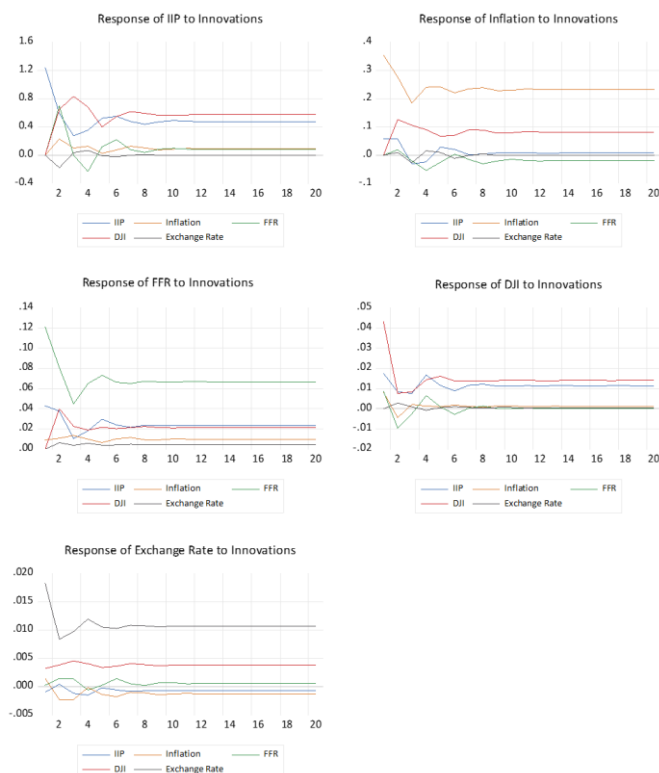 Response of IIP to Innovations
1.6
1.2
0.8
0.4
0.0
-0.4
2 4 6 8 10 12 14 16 18 20
IIP Inflation FFR
DJI Exchange Rate
Response of Inflation to Innovations
.4
.3
.2
.1
.0
-.1
2 4 6 8 10 12 14 16 18 20
IIP Inflation FFR
DJI Exchange Rate
Response of FFR to Innovations
.14
.12
.10
.08
.06
.04
.02
.00
2 4 6 8 10 12 14 16 18 20
IIP Inflation FFR
DJI Exchange Rate
Response of DJI to Innovations
.05
.04
.03
.02
.01
.00
-.01
-.02
2 4 6 8 10 12 14 16 18 20
IIP Inflation FFR
DJI Exchange Rate
Response of Exchange Rate to Innovations
.020
.015
.010
.005
.000
-.005
2 4 6 8 10 12 14 16 18 20
IIP Inflation FFR
DJI Exchange Rate